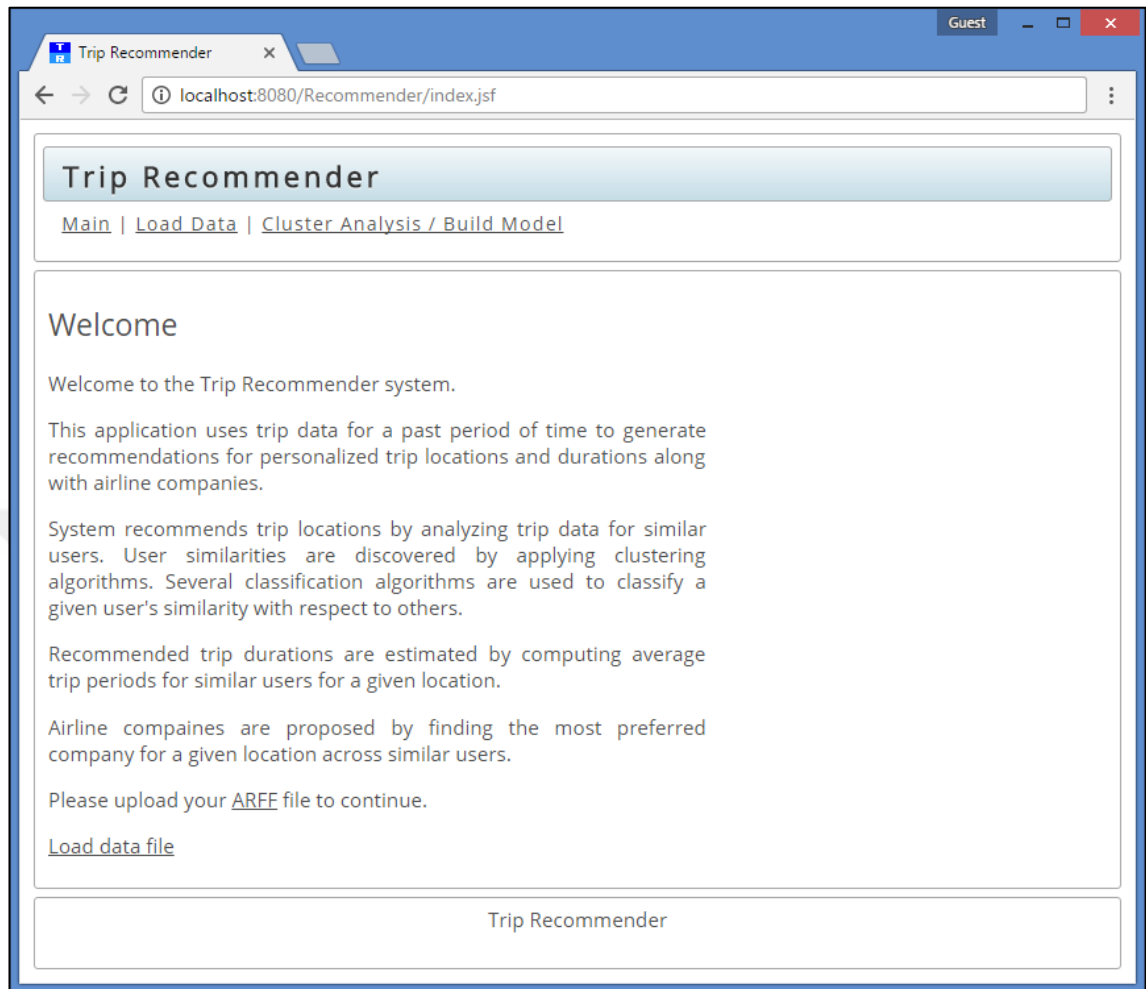 Guest
T
R
Trip Recommender
localhost:8080/Recommender/index.jsf
Trip Recommender
Main | Load Data | Cluster Analysis / Build Model
Welcome
Welcome to the Trip Recommender system.
This application uses trip data for a past period of time to generate
recommendations for personalized trip locations and durations along
with airline companies.
System recommends trip locations by analyzing trip data for similar
users. User similarities are discovered by applying clustering
algorithms. Several classification algorithms are used to classify a
given user's similarity with respect to others.
Recommended trip durations are estimated by computing average
trip periods for similar users for a given location.
Airline compaines are proposed by finding the most preferred
company for a given location across similar users.
Please upload your ARFF file to continue.
Load data file
Trip Recommender